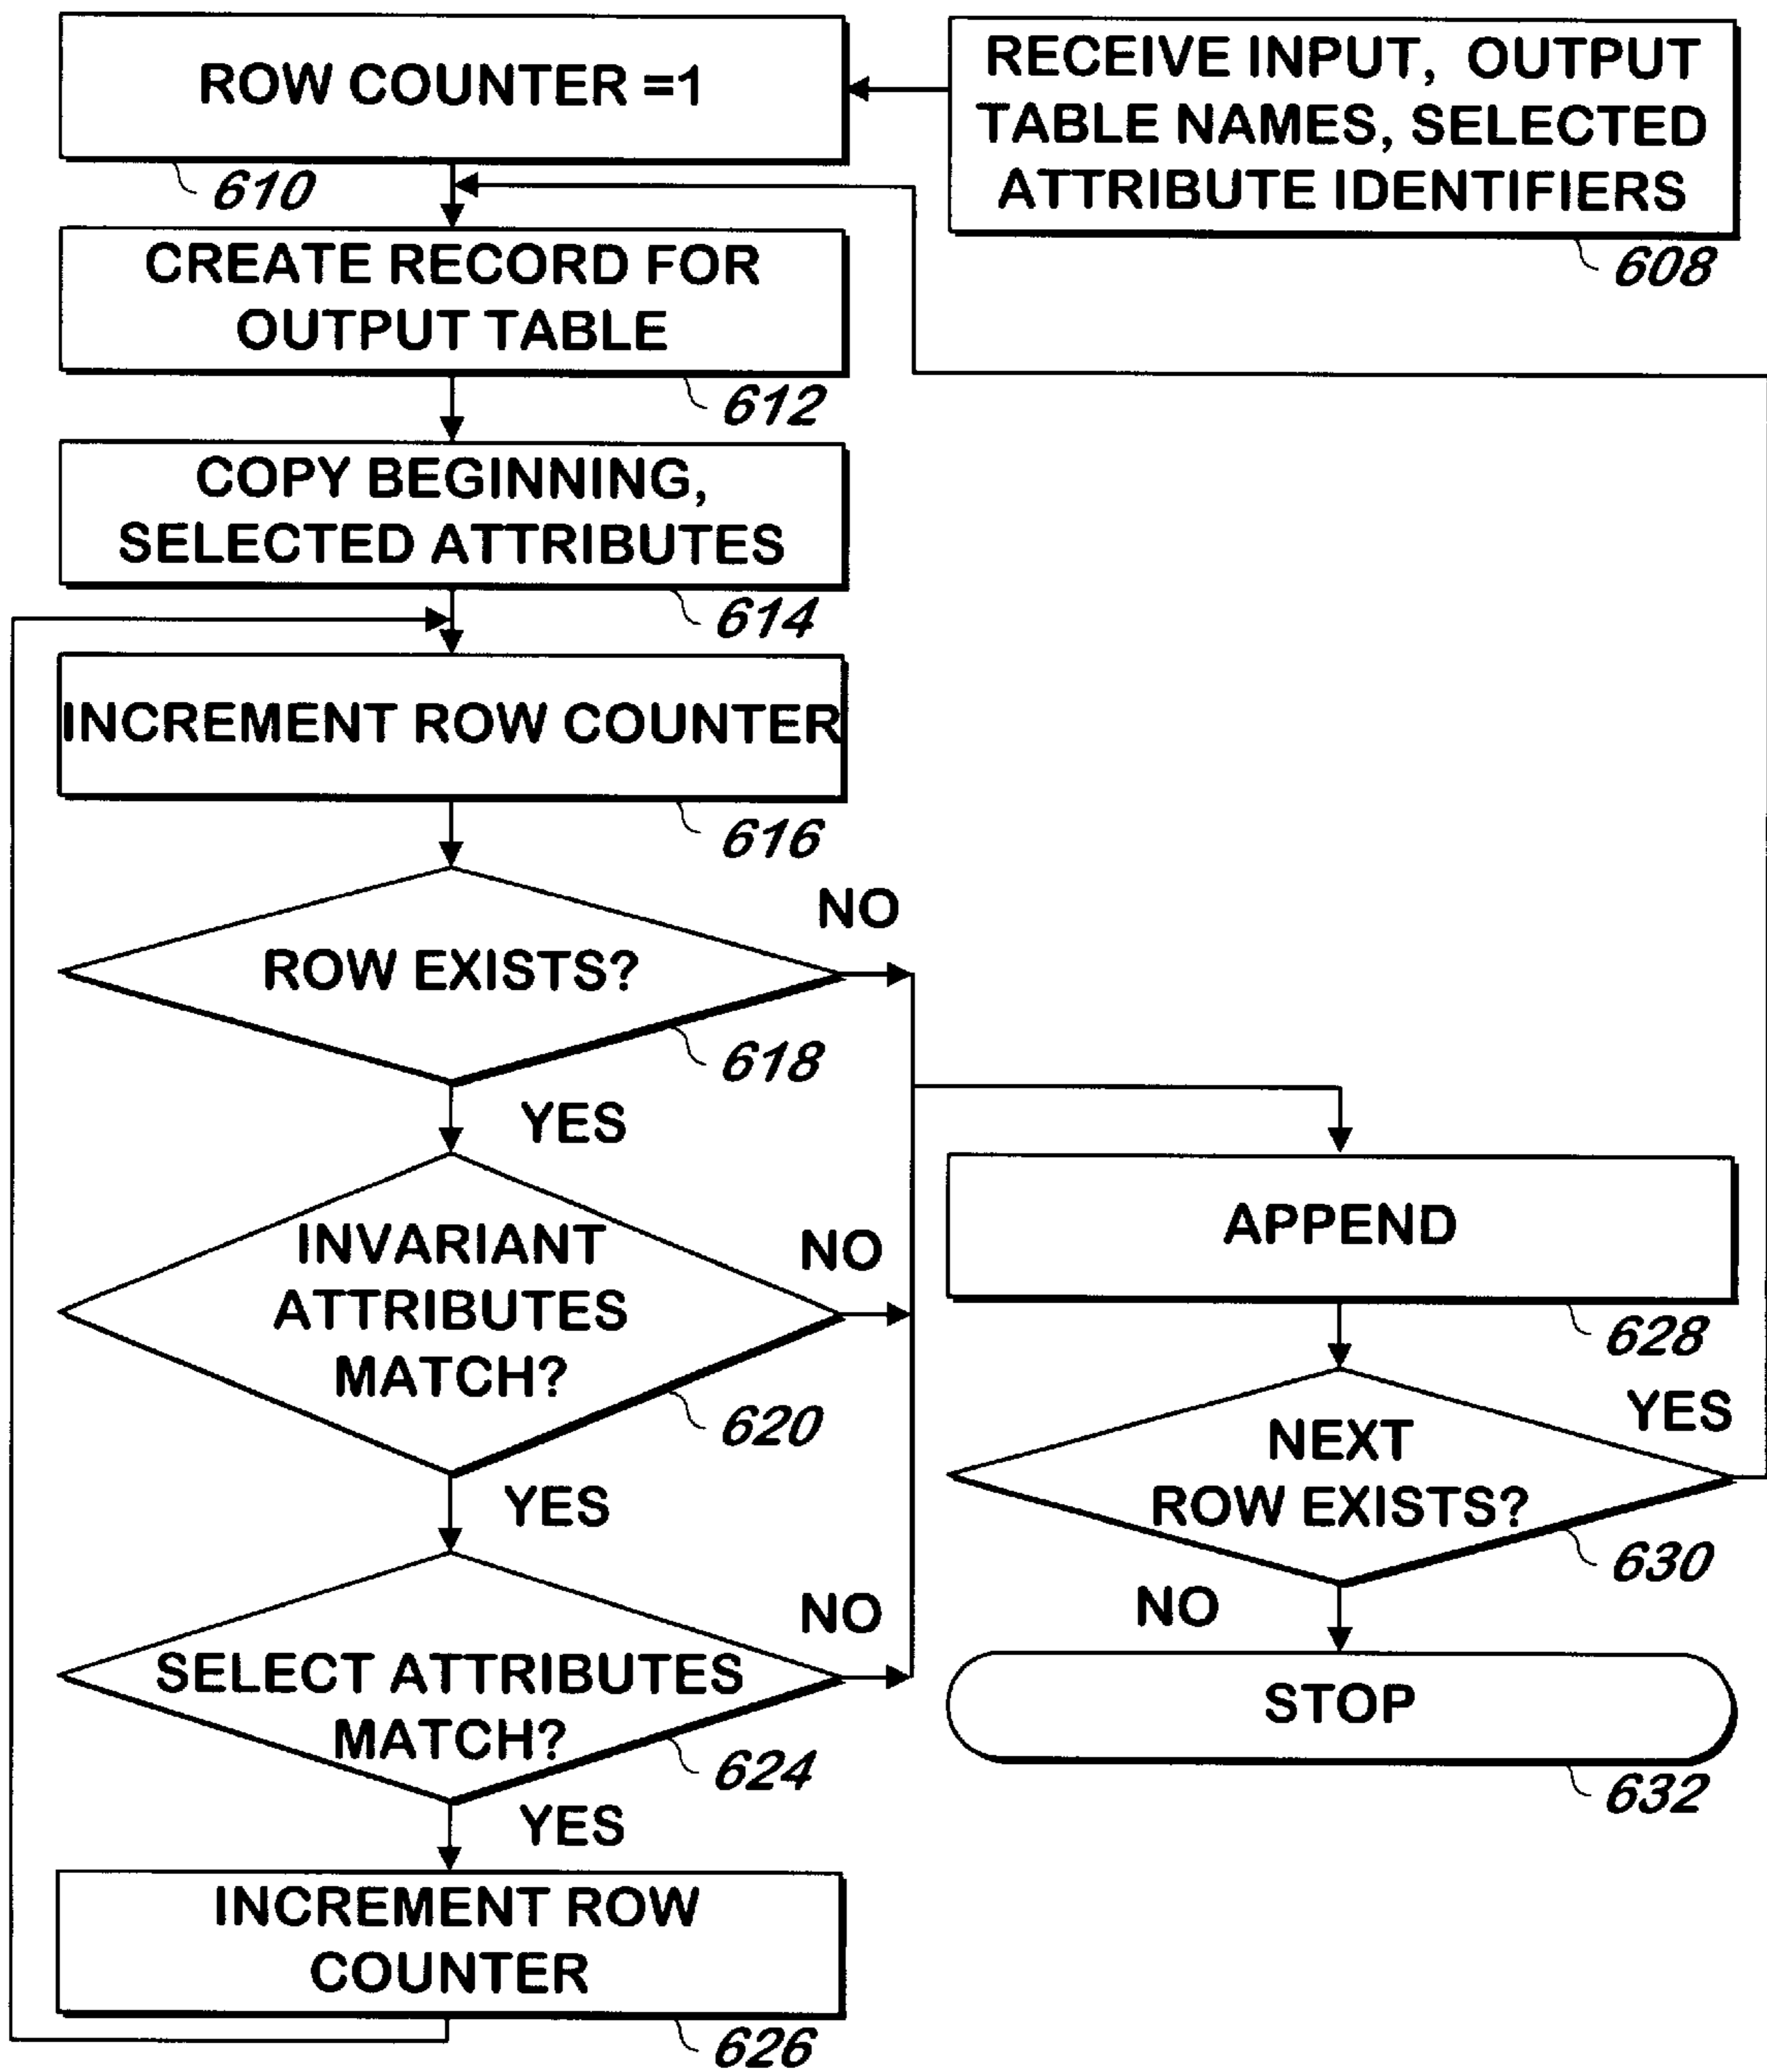 ROW COUNTER =1
610
RECEIVE INPUT, OUTPUT
TABLE NAMES, SELECTED
ATTRIBUTE IDENTIFIERS
608
CREATE RECORD FOR
OUTPUT TABLE
612
COPY BEGINNING,
SELECTED ATTRIBUTES
614
INCREMENT ROW COUNTER
616
ROW EXISTS?
NO
618
YES
INVARIANT
ATTRIBUTES
MATCH?
NO
620
YES
SELECT ATTRIBUTES
MATCH?
NO
624
YES
INCREMENT ROW
COUNTER
626
APPEND
628
NEXT
ROW EXISTS?
YES
630
NO
STOP
632